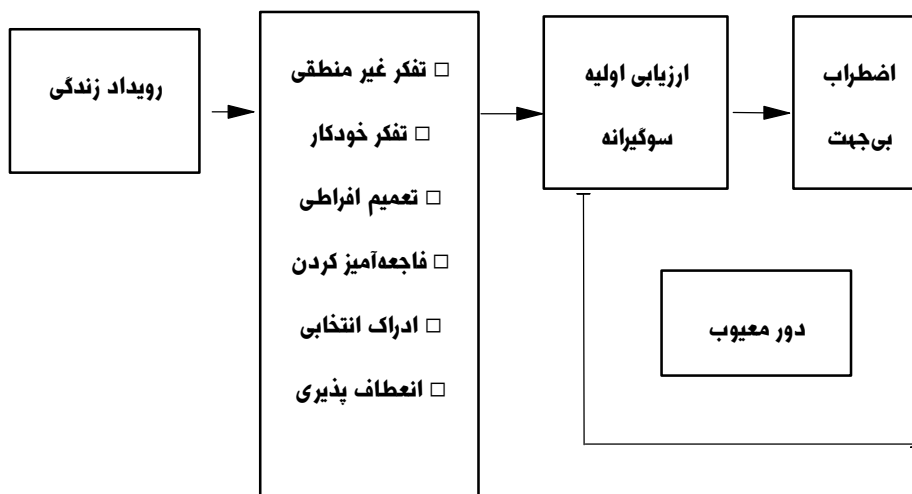 رویداد زندگی
□ تفکر غیر منطقی
□ تفکر خودکار
□ تعمیم افراطی
□ فاجعه‌آمیز کردن
□ ادراک انتخابی
□ انعطاف پذیری
ارزیابی اولیه
سوگیرانه
اضطراب
بی‌جهت
دور معیوب